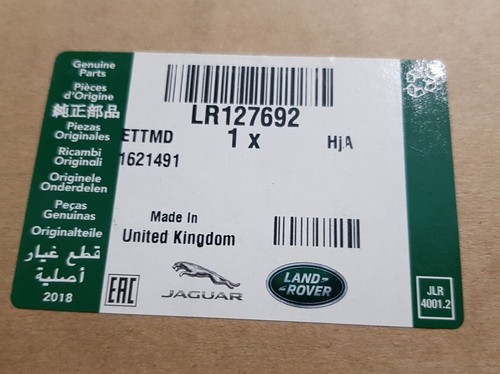 Genuine
Parts
Pièces
d'Origine
純正部品
Piezas
Originales
Ricambi
Originali
Originele
Onderdelen
Peças
Genuinas
Originalteile
قطع غيار
أصلية
2018
LR127692
1 x
HjA
ETTMD
1621491
Made In
United Kingdom
EAC
JAGUAR
LAND-
-ROVER
JLR
4001.2